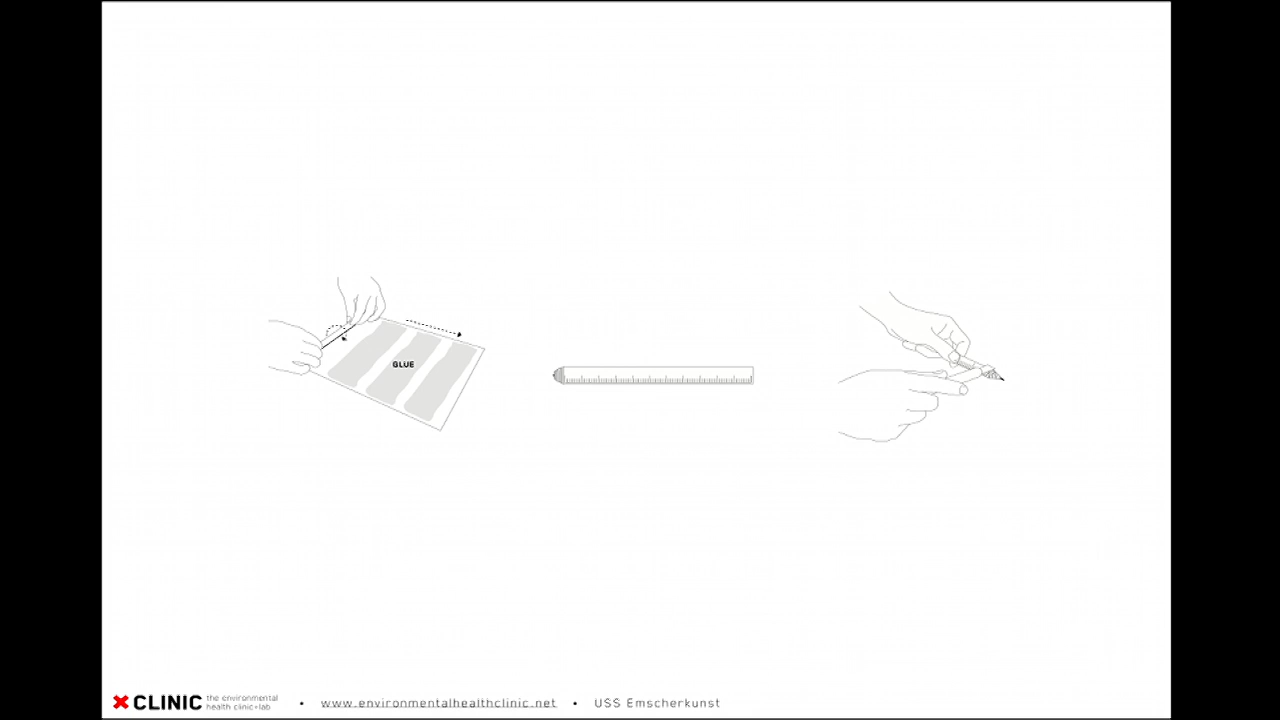 GLUE
CLINIC the environmental health clinic+lab • www.environmentalhealthclinic.net • USS Emscherkunst